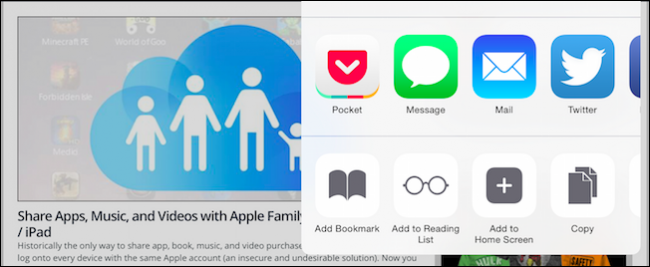 Minecraft PE World of Goo
Pocket Message Mail Twitter
Add Bookmark Add to Reading List Add to Home Screen Copy
Share Apps, Music, and Videos with Apple Family
/ iPad
Historically the only way to share app, book, music, and video purchase
log onto every device with the same Apple account (an insecure and undesirable solution). Now you
SAFETY